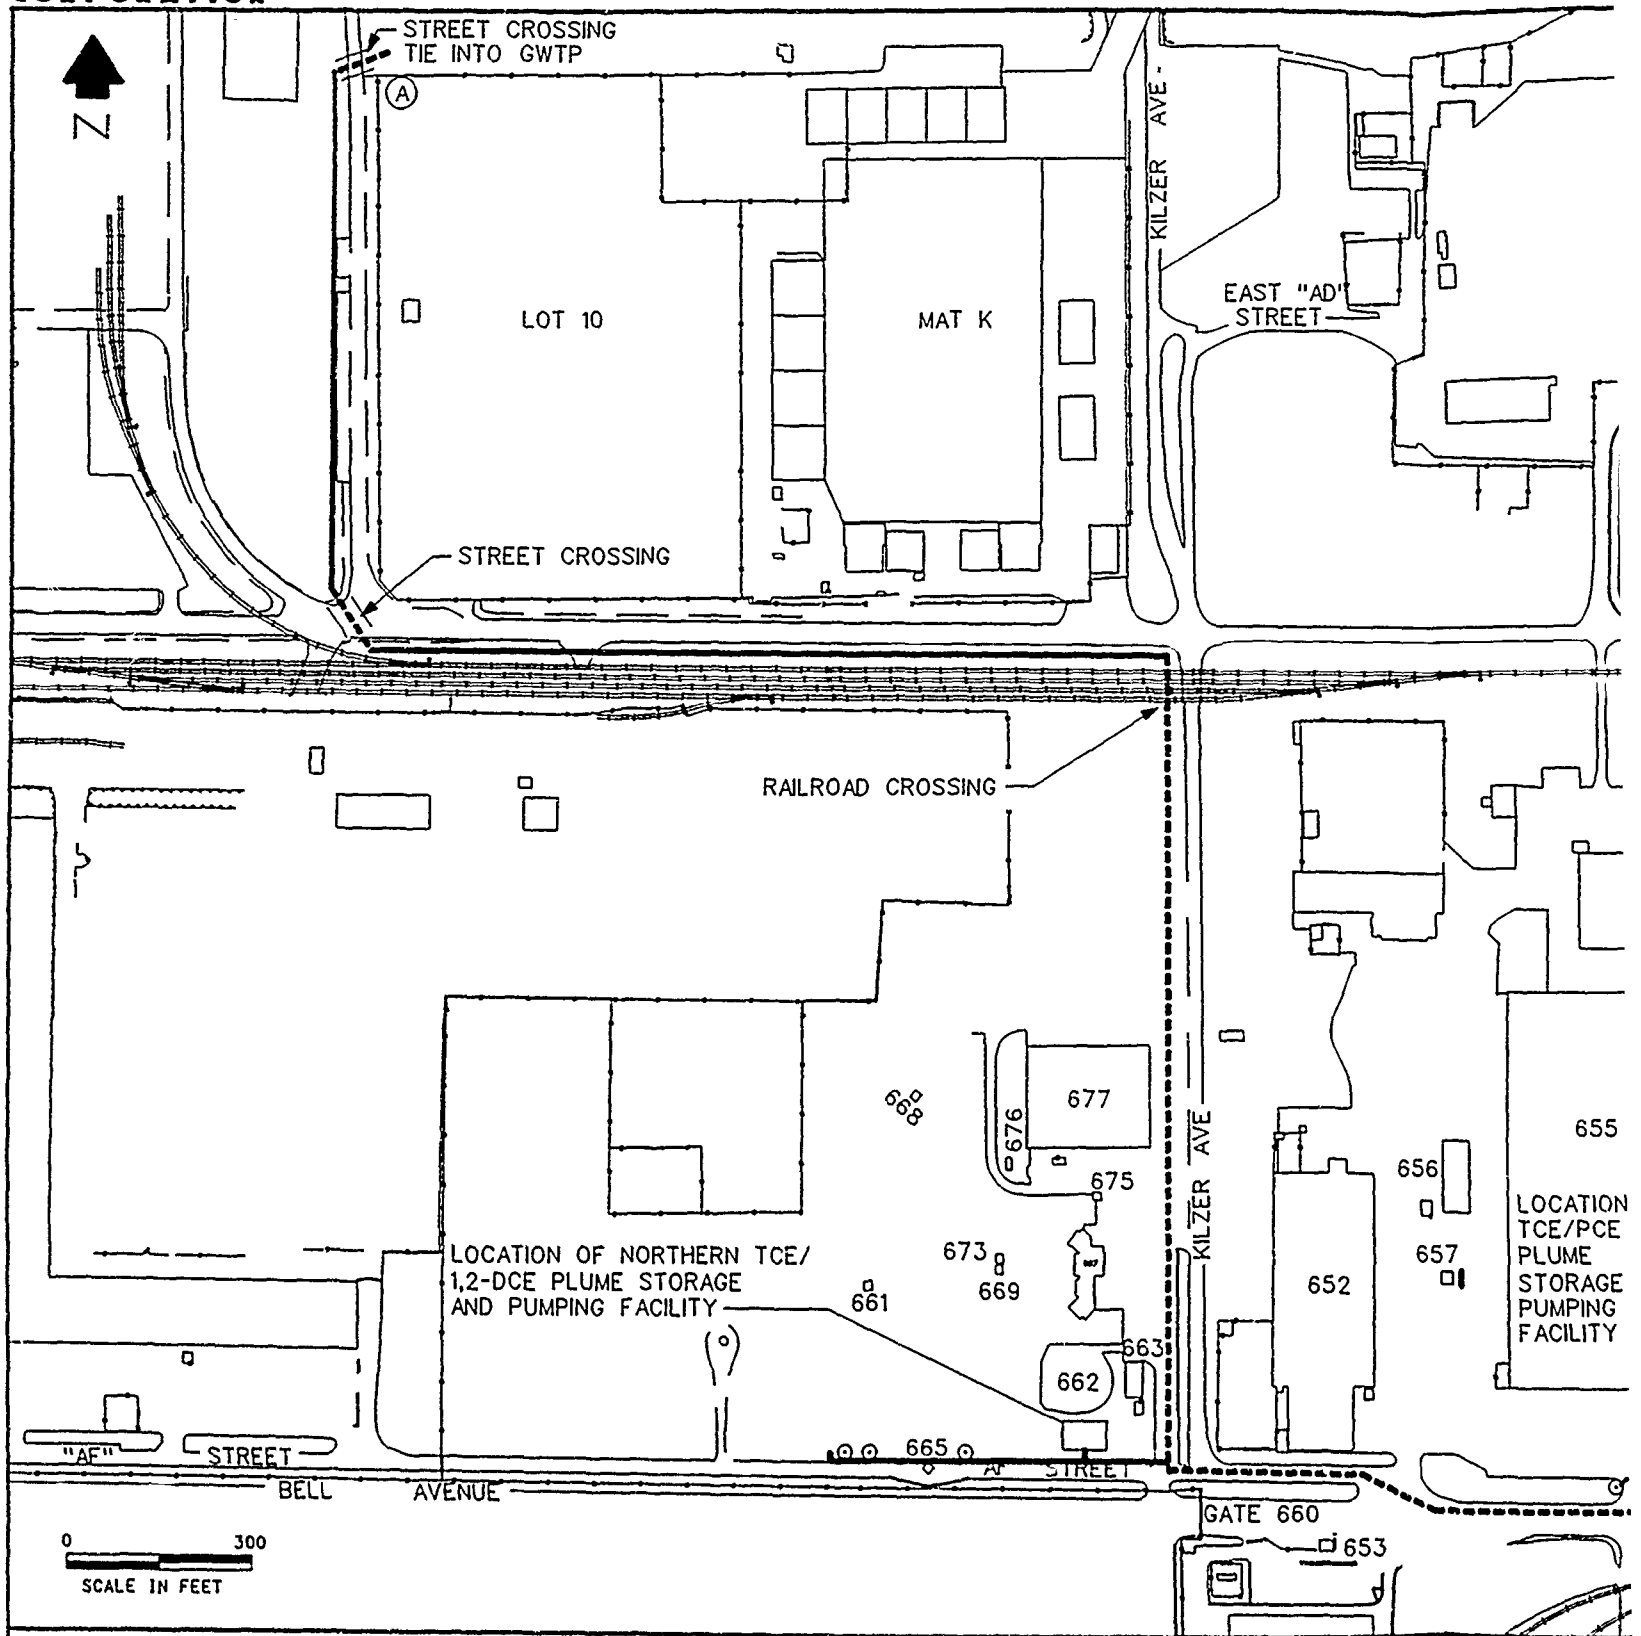 STREET CROSSING
TIE INTO GWTP
A
N
KILZER AVE
EAST "AD"
STREET
LOT 10
MAT K
STREET CROSSING
RAILROAD CROSSING
668
676
677
675
KILZER AVE
655
656
LOCATION
TCE/PCE
PLUME
STORAGE
PUMPING
FACILITY
657
652
LOCATION OF NORTHERN TCE/
1,2-DCE PLUME STORAGE
AND PUMPING FACILITY
673
669
661
663
662
665
"AF" STREET
AF STREET
BELL AVENUE
GATE 660
653
0 300
SCALE IN FEET